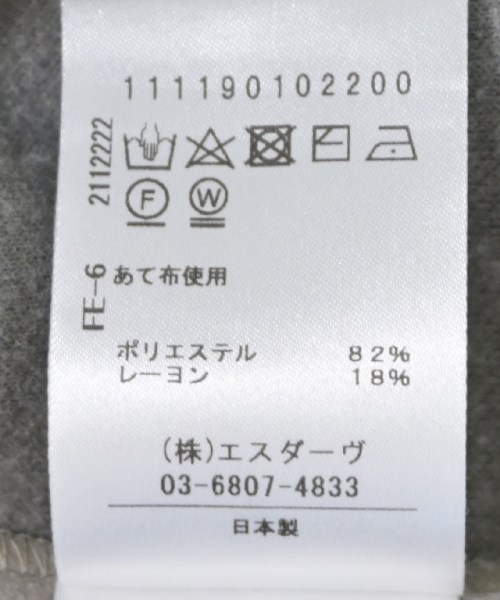 111190102200
2112222
F W
FE-6
あて布使用
ポリエステル 82%
レーヨン 18%
(株)エスダーヴ
03-6807-4833
日本製